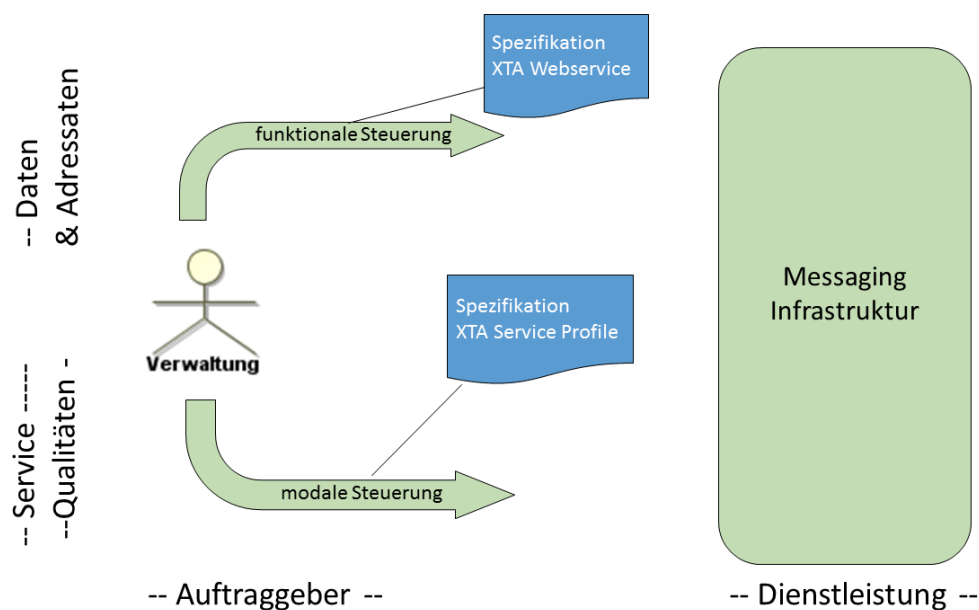 Spezifikation
XTA Webservice
funktionale Steuerung
-- Daten
& Adressaten
Messaging
Infrastruktur
Spezifikation
XTA Service Profile
Verwaltung
-- Service -----
--Qualitäten -
modale Steuerung
-- Auftraggeber --
-- Dienstleistung --